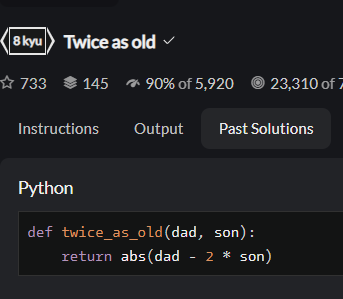 8 kyu Twice as old
733 145 90% of 5,920 23,310 of
Instructions Output Past Solutions
Python
def twice_as_old(dad, son):
    return abs(dad - 2 * son)